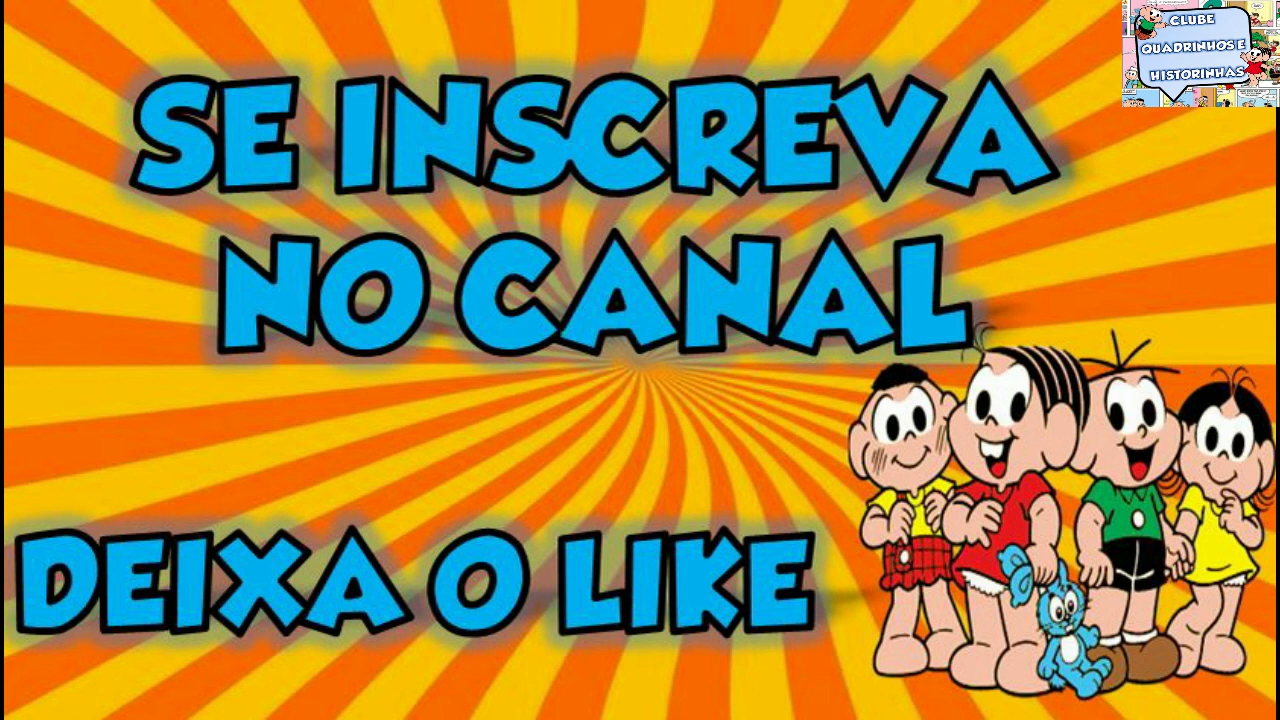 CLUBE
QUADRINHOS E
HISTORINHAS
SE INSCREVA
NO CANAL
DEIXA O LIKE